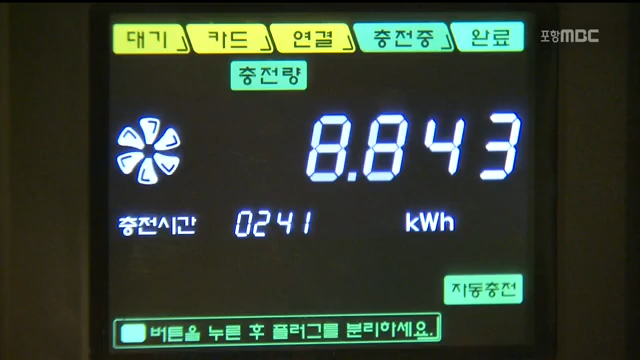 대기 카드 연결 충전중 완료
포항MBC
충전량
8.843
충전시간 0241 kWh
자동충전
버튼을 누른 후 플러그를 분리하세요.